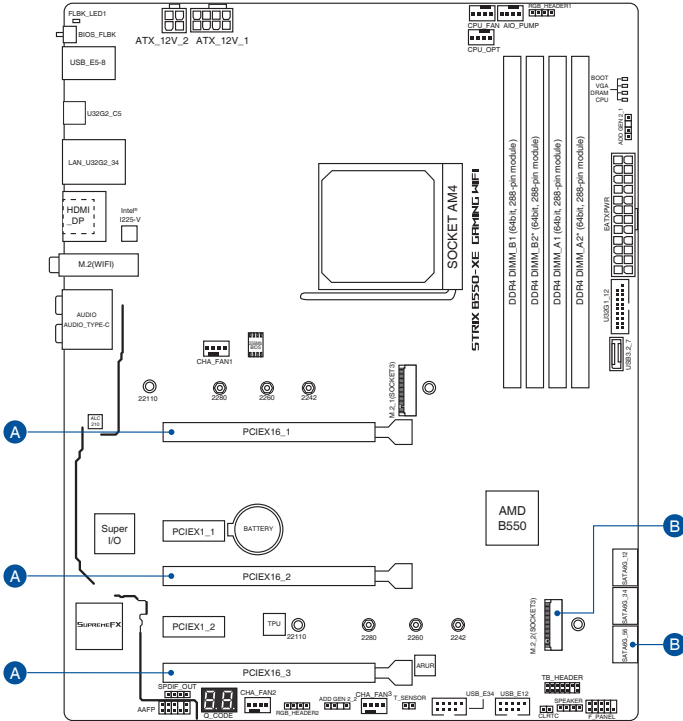 FLBK_LED1
BIOS_FLBK
ATX_12V_2
ATX_12V_1
CPU_FAN
AIO_PUMP
RGB_HEADER1
CPU_OPT
USB_E5-8
BOOT
VGA
DRAM
CPU
U32G2_C5
ADD GEN 2_1
LAN_U32G2_34
HDMI
_DP
Intel®
I225-V
SOCKET AM4
STRIX B550-XE GAMING WIFI
DDR4 DIMM_B1 (64bit, 288-pin module)
DDR4 DIMM_B2* (64bit, 288-pin module)
DDR4 DIMM_A1 (64bit, 288-pin module)
DDR4 DIMM_A2* (64bit, 288-pin module)
EATXPWR
M.2(WIFI)
U32G1_12
AUDIO
AUDIO_TYPE-C
USB3.2_7
CHA_FAN1
BIOS
M.2_1(SOCKET3)
22110
2280
2260
2242
ALC
210
A
PCIEX16_1
Super
I/O
PCIEX1_1
BATTERY
AMD
B550
B
SATA6G_12
A
PCIEX16_2
SATA6G_34
SUPREMEFX
PCIEX1_2
TPU
22110
2280
2260
2242
M.2_2(SOCKET3)
SATA6G_56
B
A
PCIEX16_3
ARUR
SPDIF_OUT
AAFP
Q_CODE
CHA_FAN2
RGB_HEADER2
ADD GEN 2_2
CHA_FAN3
T_SENSOR
USB_E34
USB_E12
TB_HEADER
CLRTC
SPEAKER
F_PANEL